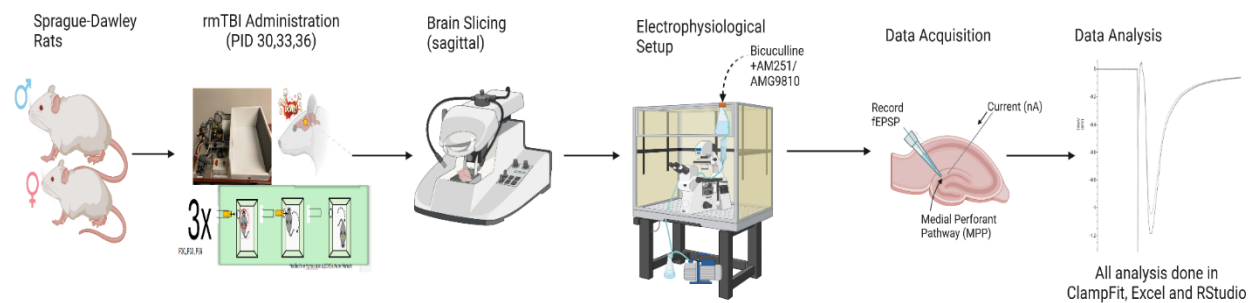 Sprague-Dawley
Rats
rmTBI Administration
(PID 30,33,36)
Brain Slicing
(sagittal)
Electrophysiological
Setup
Bicuculline
+AM251/
AMG9810
Data Acquisition
Record
fEPSP
Current (nA)
Medial Perforant
Pathway (MPP)
Data Analysis
All analysis done in
ClampFit, Excel and RStudio
3x